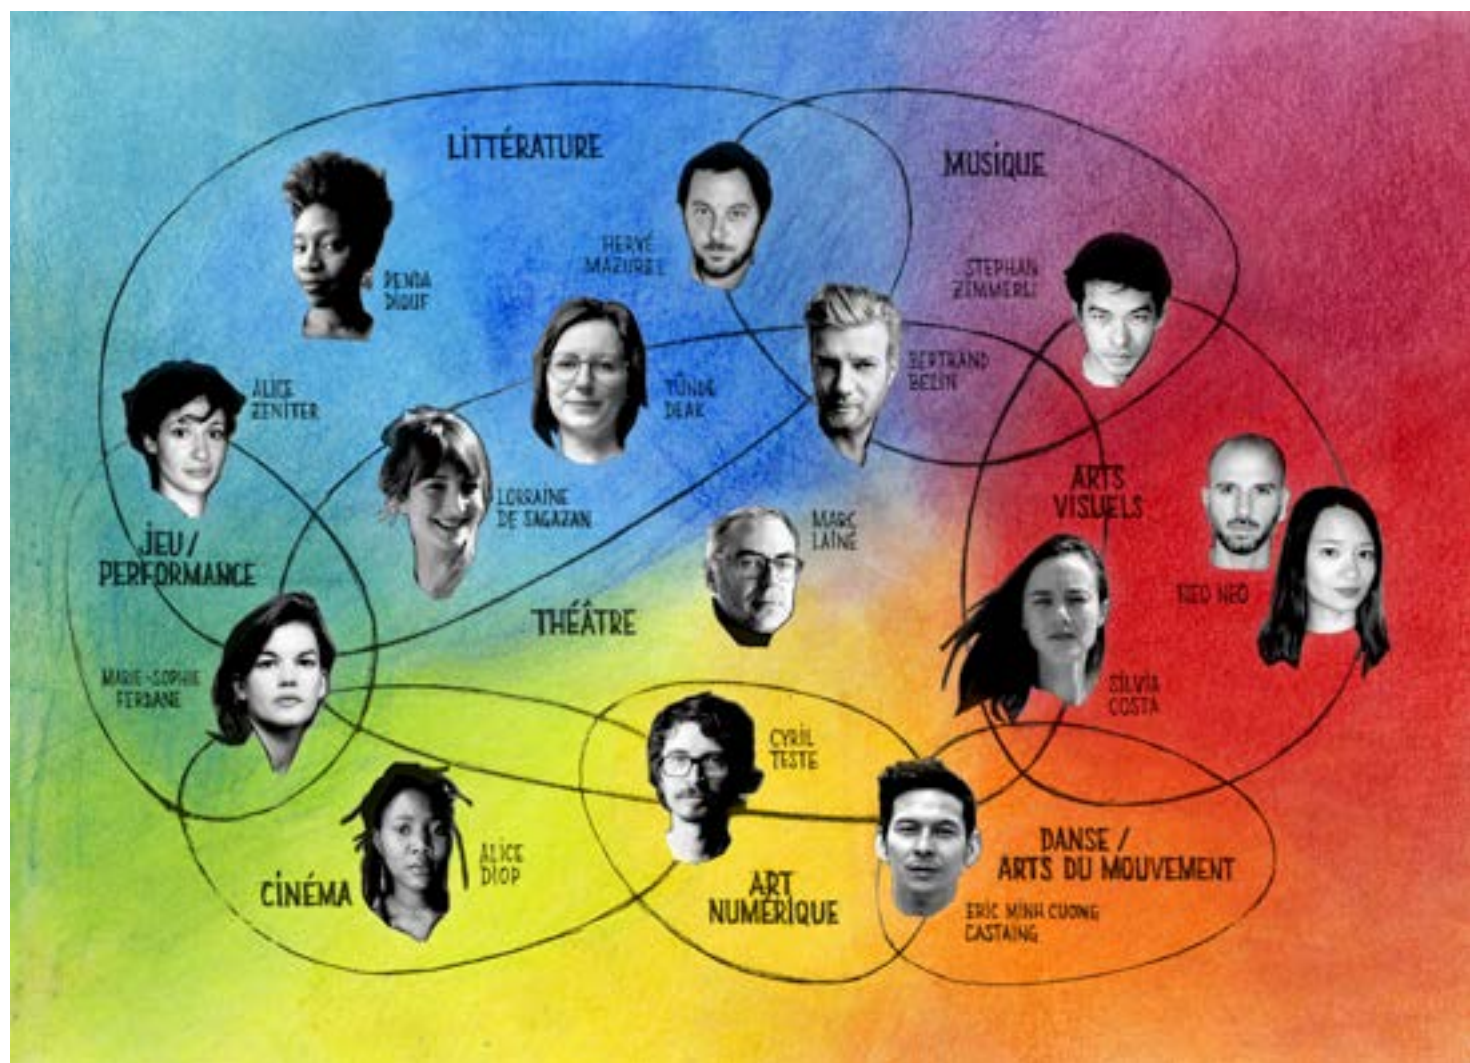 LITTÉRATURE
MUSIQUE
HERVÉ
MAZUREL
STEPHAN
ZIMMERLI
PENDA
DIOUF
BERTRAND
BELIN
ALICE
ZENITER
TÜNDE
DEAK
ARTS
VISUELS
LORRAINE
DE SAGAZAN
MARC
LAINÉ
JEU /
PERFORMANCE
NEO NEO
THÉÂTRE
MARIE-SOPHIE
FERDANE
SILVIA
COSTA
CYRIL
TESTE
DANSE /
ARTS DU MOUVEMENT
ALICE
DIOP
CINÉMA
ART
NUMÉRIQUE
ERIC MINH CUONG
CASTAING